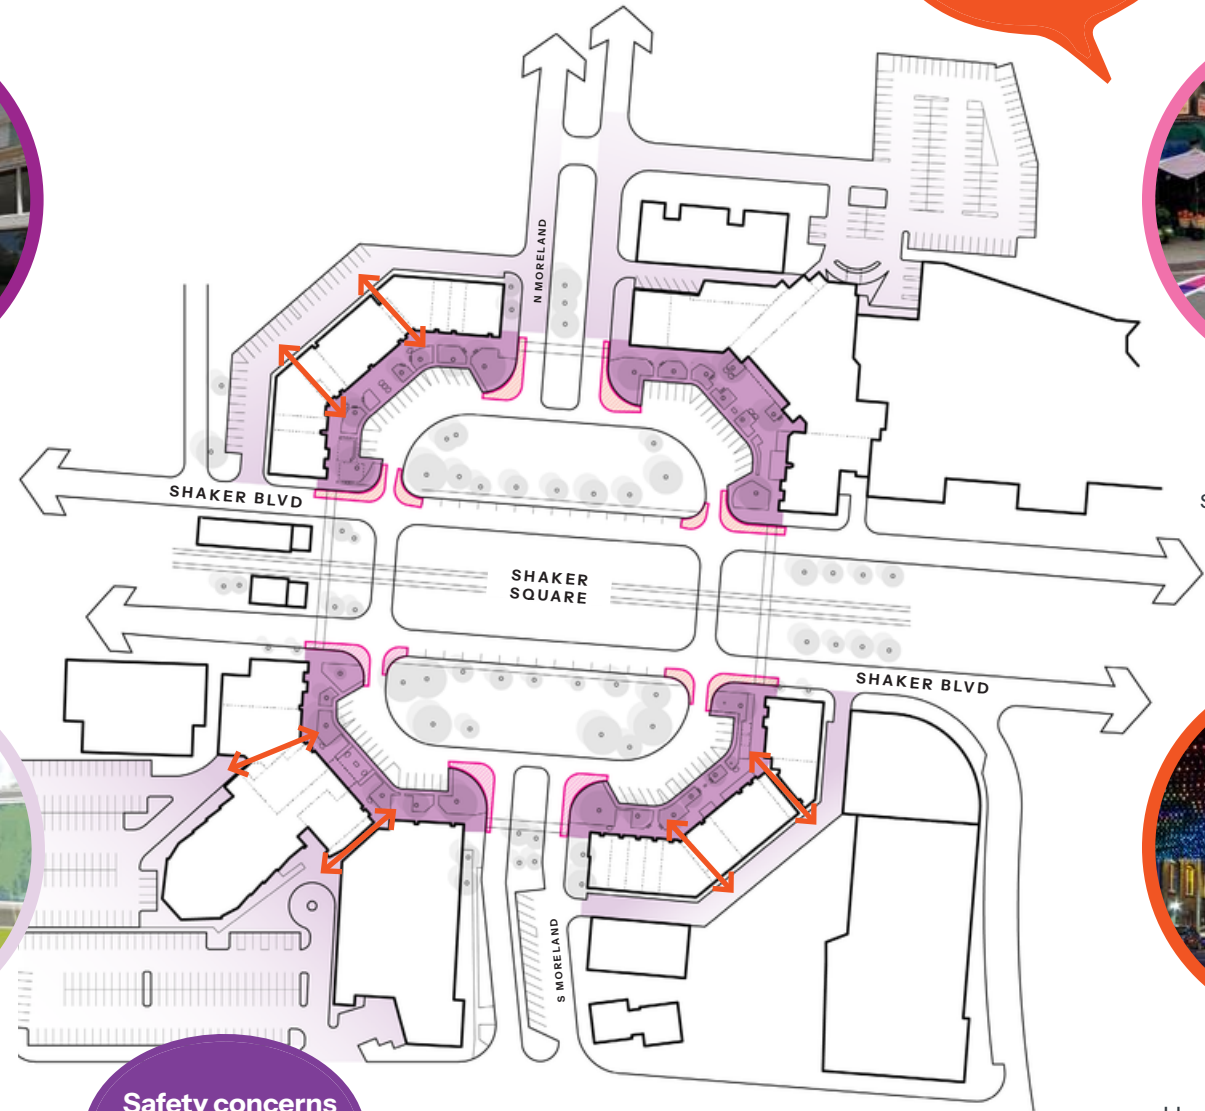 N MORELAND
SHAKER BLVD
SHAKER
SQUARE
SHAKER BLVD
S MORELAND
Safety concerns